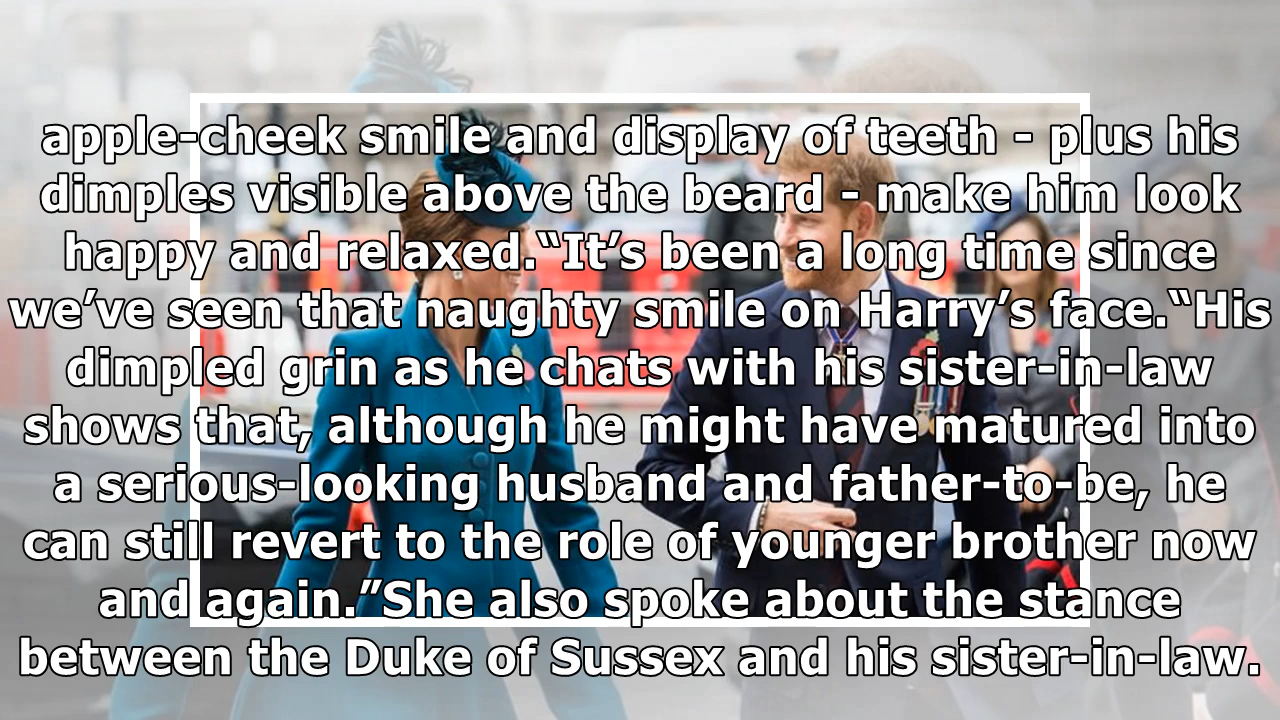 apple-cheek smile and display of teeth - plus his
dimples visible above the beard - make him look
happy and relaxed.“It’s been a long time since
we’ve seen that naughty smile on Harry’s face.“His
dimpled grin as he chats with his sister-in-law
shows that, although he might have matured into
a serious-looking husband and father-to-be, he
can still revert to the role of younger brother now
and again.”She also spoke about the stance
between the Duke of Sussex and his sister-in-law.